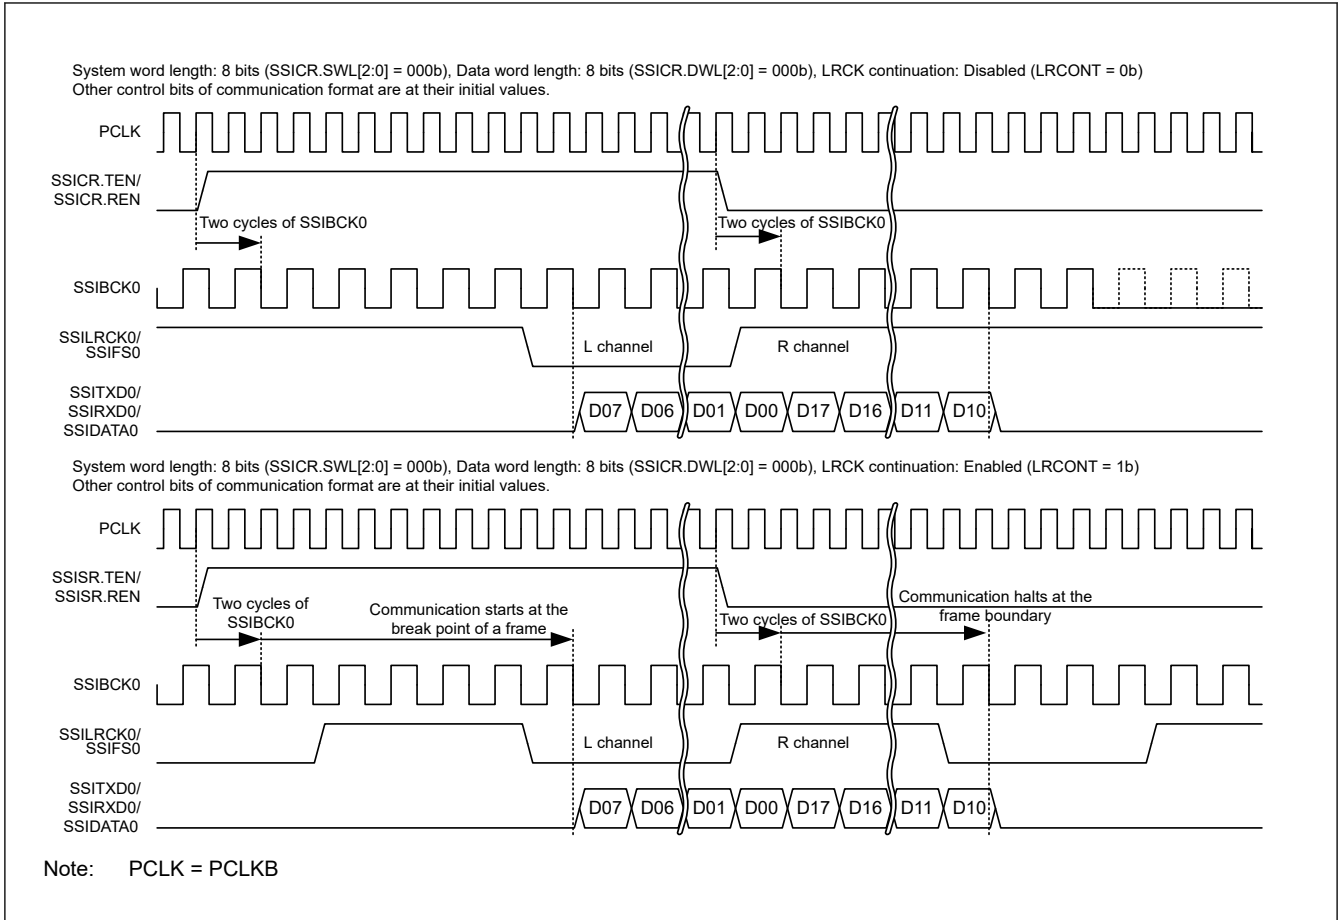 System word length: 8 bits (SSICR.SWL[2:0] = 000b), Data word length: 8 bits (SSICR.DWL[2:0] = 000b), LRCK continuation: Disabled (LRCONT = 0b)
Other control bits of communication format are at their initial values.
PCLK
SSICR.TEN/
SSICR.REN
Two cycles of SSIBCK0
Two cycles of SSIBCK0
SSIBCK0
SSILRCK0/
SSIFS0
L channel
R channel
SSITXD0/
SSIRXD0/
SSIDATA0
D07 D06 D01 D00 D17 D16 D11 D10
System word length: 8 bits (SSICR.SWL[2:0] = 000b), Data word length: 8 bits (SSICR.DWL[2:0] = 000b), LRCK continuation: Enabled (LRCONT = 1b)
Other control bits of communication format are at their initial values.
PCLK
SSISR.TEN/
SSISR.REN
Two cycles of
SSIBCK0
Communication starts at the
break point of a frame
Two cycles of SSIBCK0
Communication halts at the
frame boundary
SSIBCK0
SSILRCK0/
SSIFS0
L channel
R channel
SSITXD0/
SSIRXD0/
SSIDATA0
D07 D06 D01 D00 D17 D16 D11 D10
Note: PCLK = PCLKB